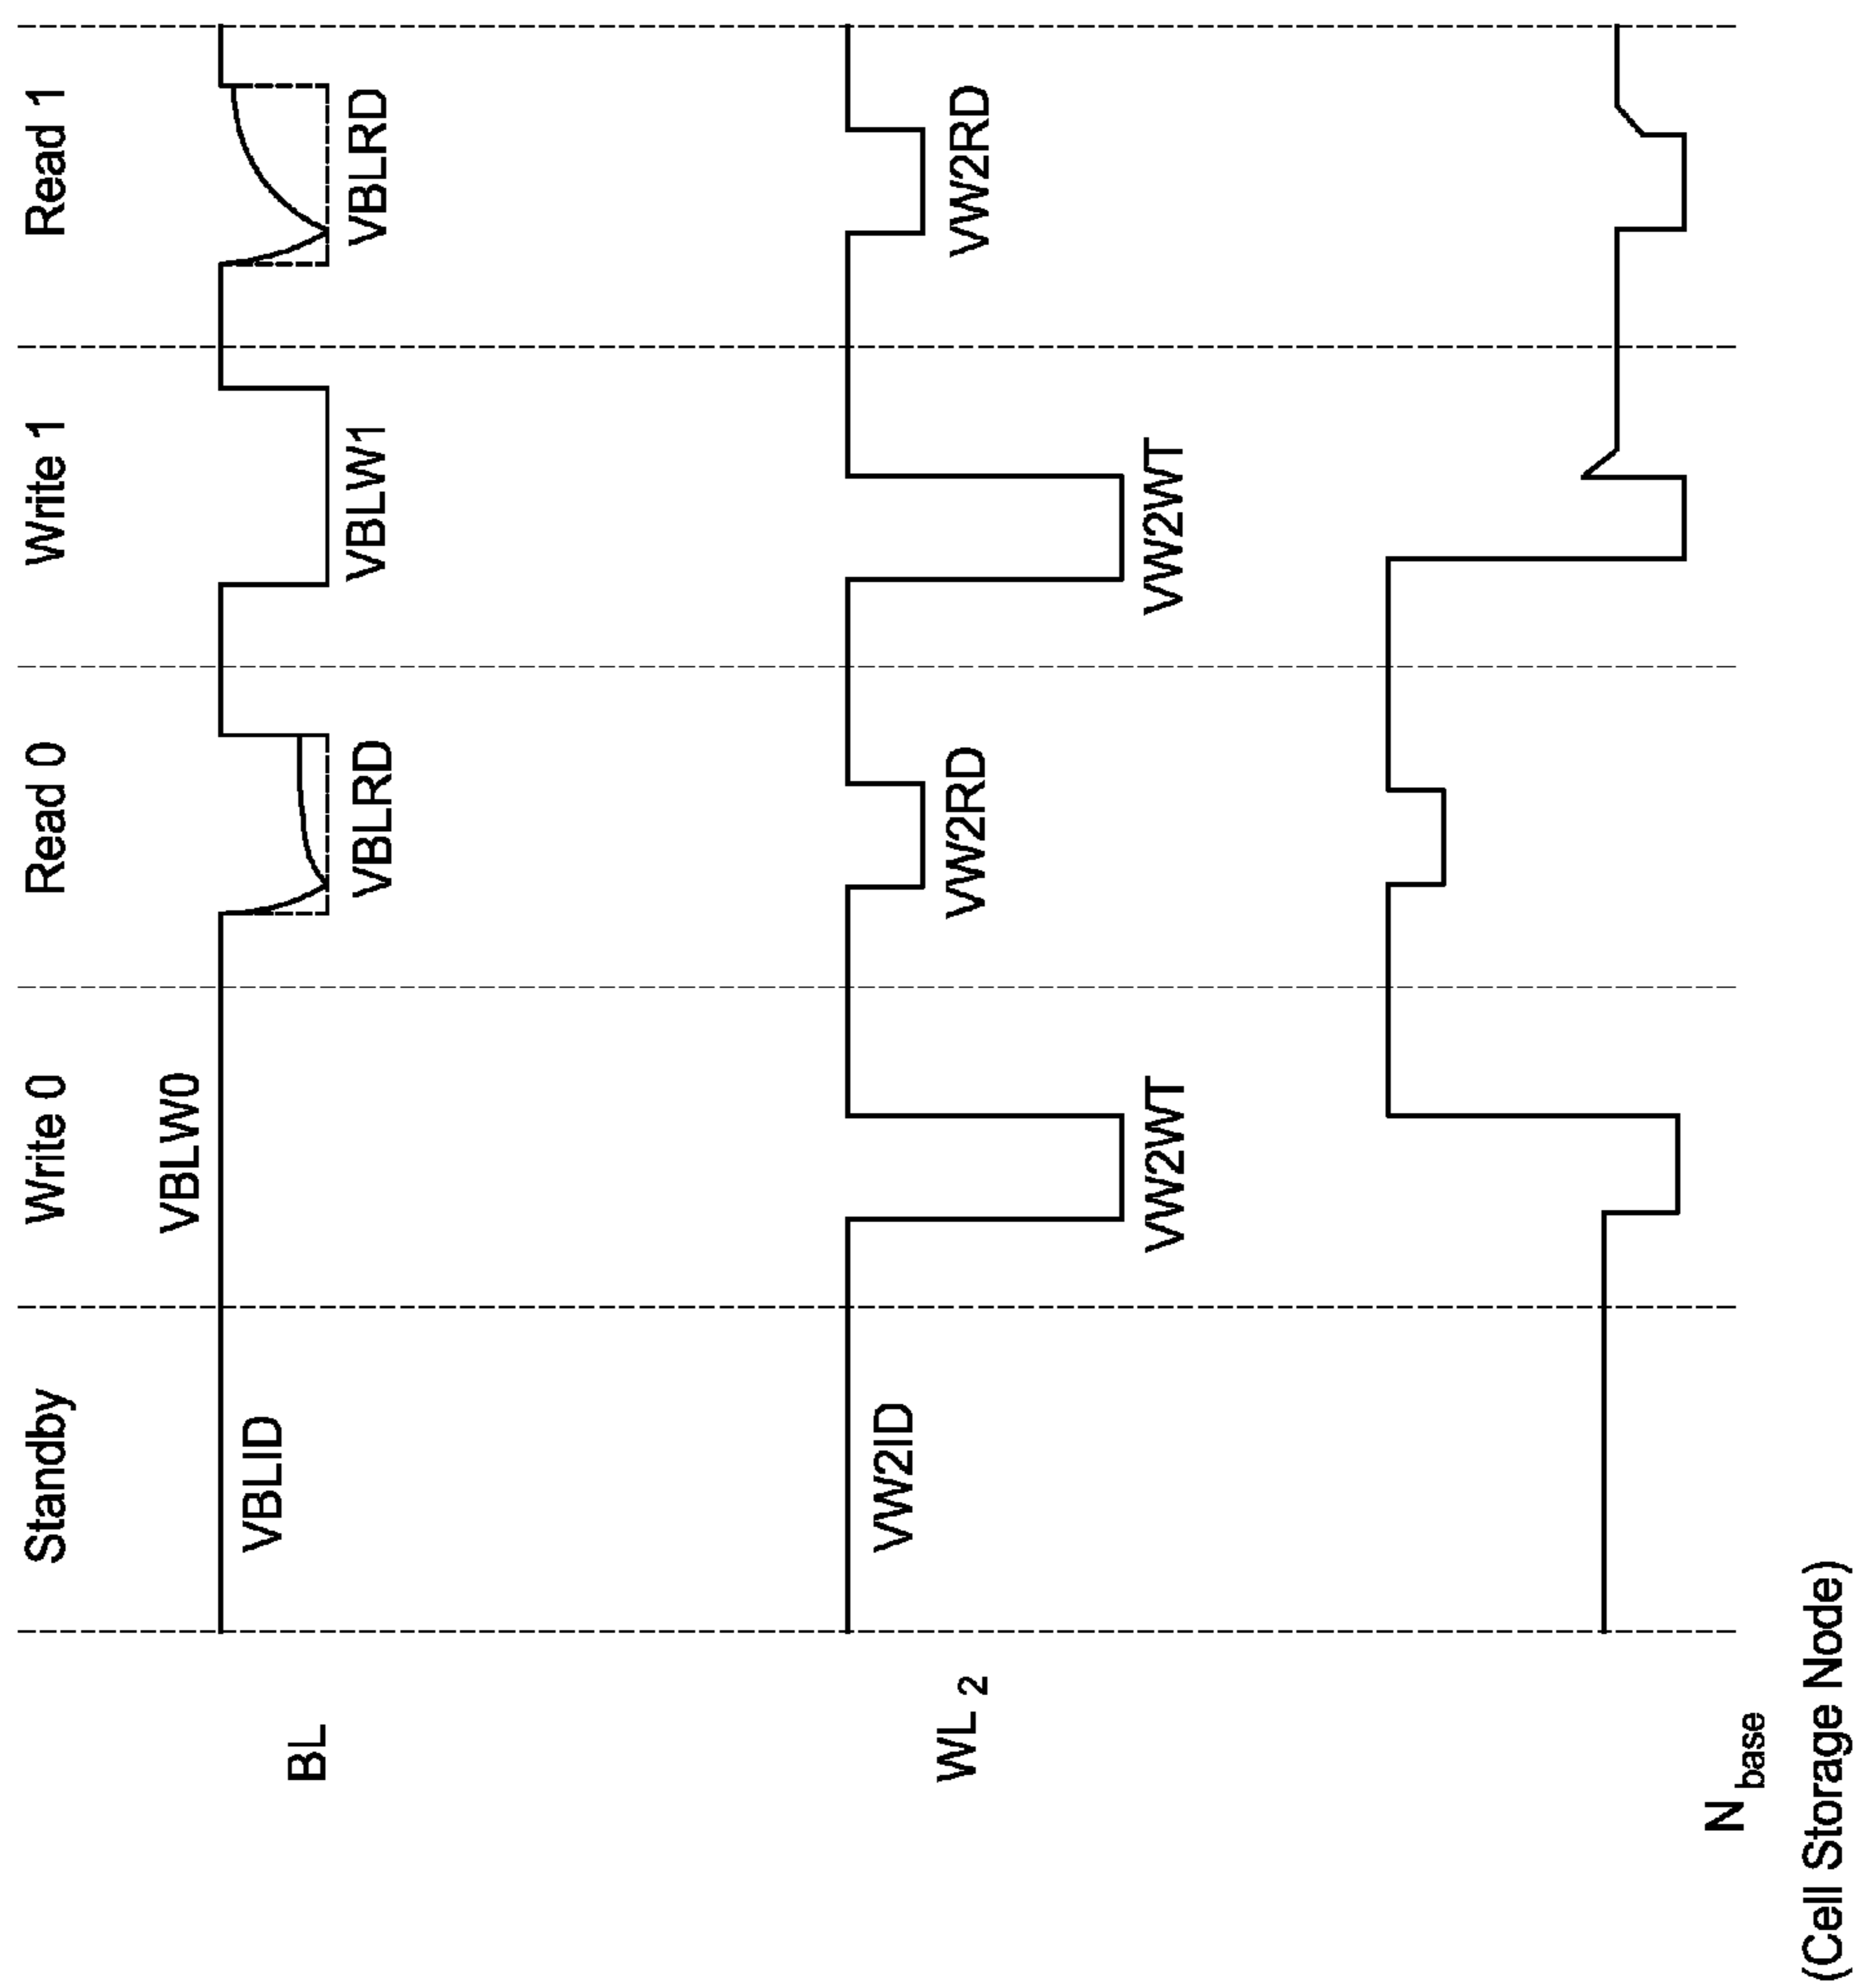 Standby
Write 0
Read 0
Write 1
Read 1
BL
VBLID
VBLW0
VBLRD
VBLW1
VBLRD
WL 2
VW2ID
VW2WT
VW2RD
VW2WT
VW2RD
N base
(Cell Storage Node)